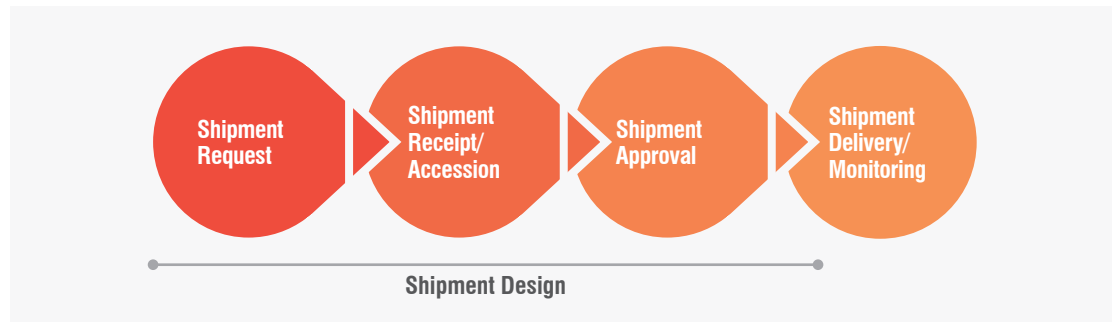 Shipment
Request
Shipment
Receipt/
Accession
Shipment
Approval
Shipment
Delivery/
Monitoring
Shipment Design